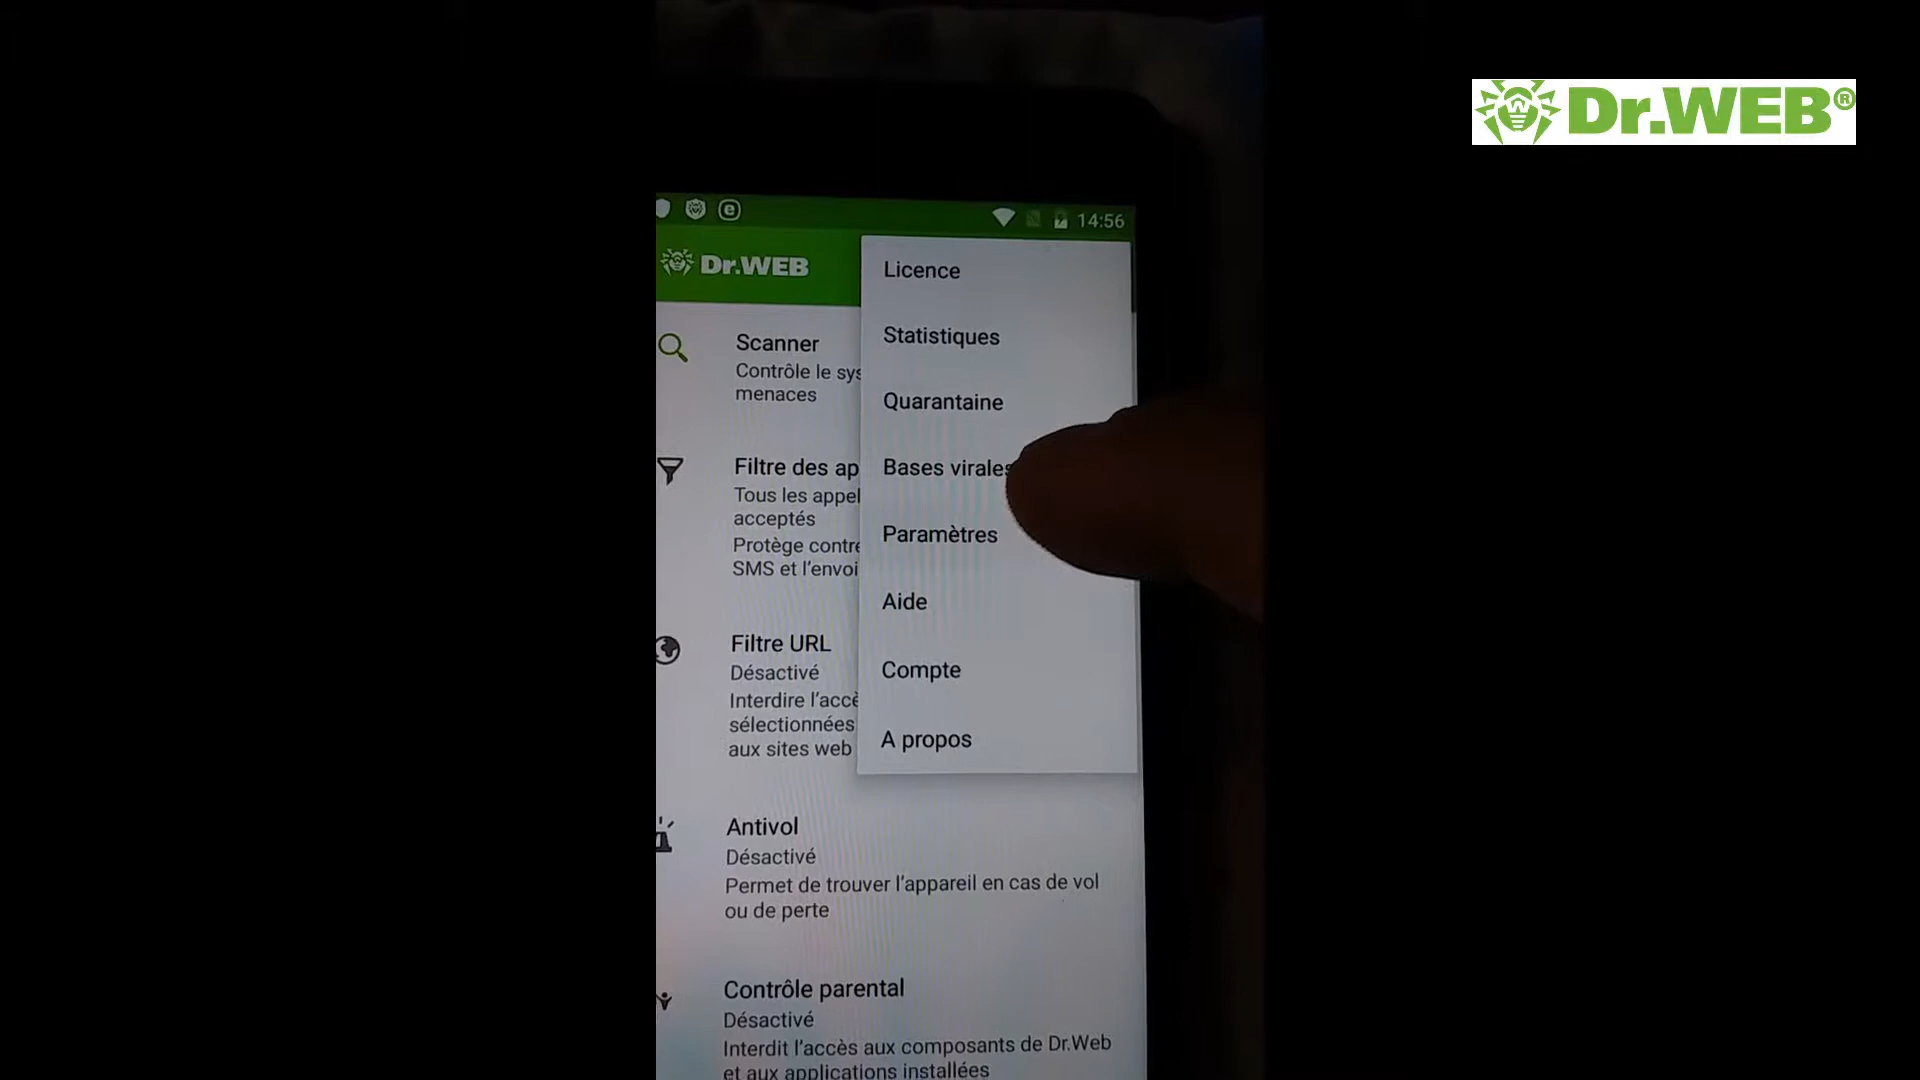 Dr.WEB®
14:56
Dr.WEB
Licence
Statistiques
Quarantaine
Bases virales
Paramètres
Aide
Compte
A propos
Scanner
Contrôle le sys
menaces
Filtre des ap
Tous les appel
acceptés
Protège contre
SMS et l’envoi
Filtre URL
Désactivé
Interdire l’accè
sélectionnées
aux sites web
Antivol
Désactivé
Permet de trouver l’appareil en cas de vol
ou de perte
Contrôle parental
Désactivé
Interdit l’accès aux composants de Dr.Web
et aux applications installées